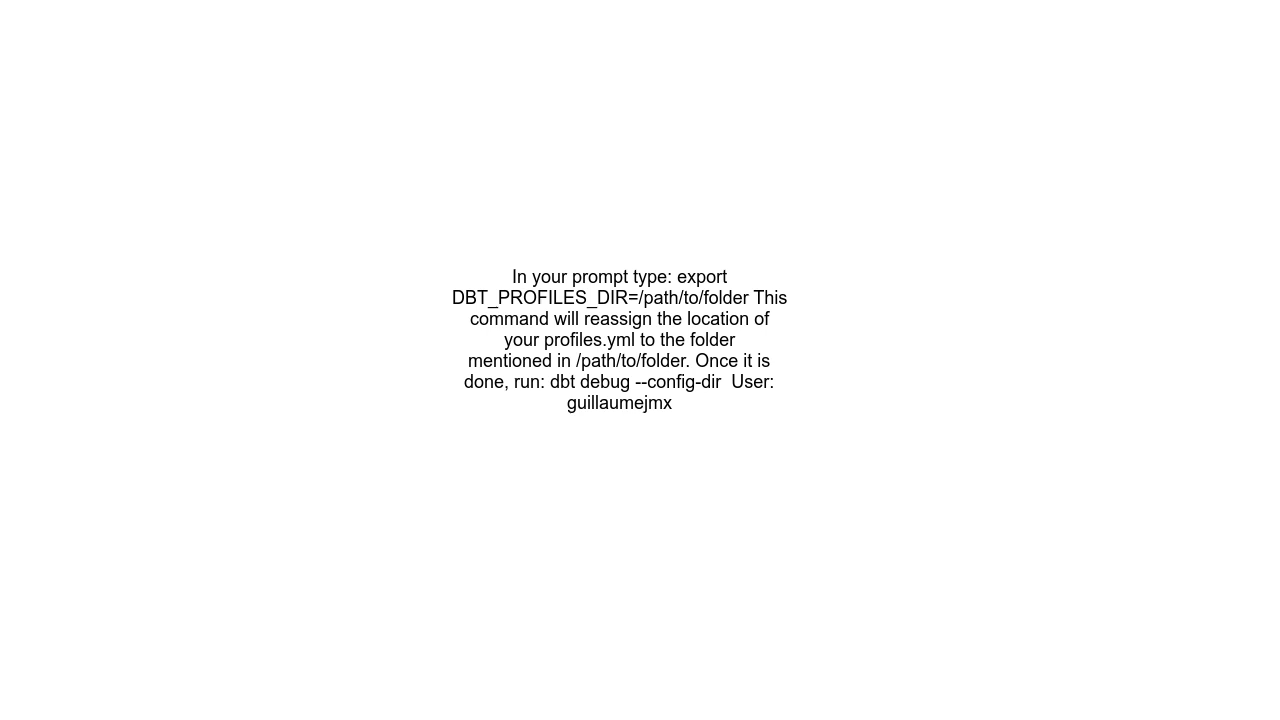 In your prompt type: export
DBT_PROFILES_DIR=/path/to/folder This
command will reassign the location of
your profiles.yml to the folder
mentioned in /path/to/folder. Once it is
done, run: dbt debug --config-dir  User:
guillaumejmx